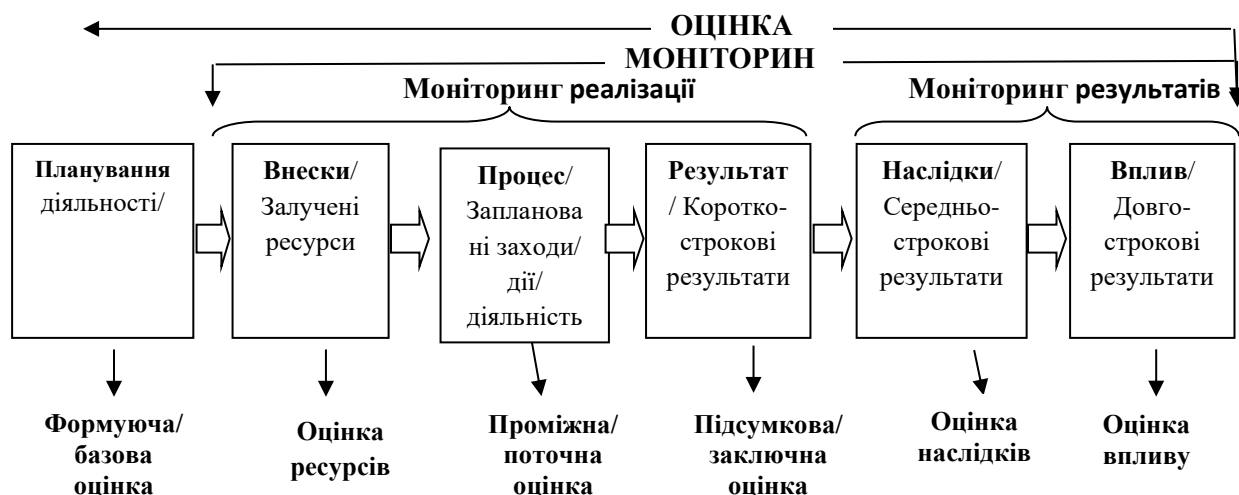 ОЦІНКА
МОНІТОРИН
Моніторинг реалізації
Моніторинг результатів
Планування
діяльності/
Внески/
Залучені
ресурси
Процес/
Запланова
ні заходи/
дії/
діяльність
Результат
/ Коротко-
строкові
результати
Наслідки/
Середньо-
строкові
результати
Вплив/
Довго-
строкові
результати
Формуюча/
базова
оцінка
Оцінка
ресурсів
Проміжна/
поточна
оцінка
Підсумкова/
заключна
оцінка
Оцінка
наслідків
Оцінка
впливу